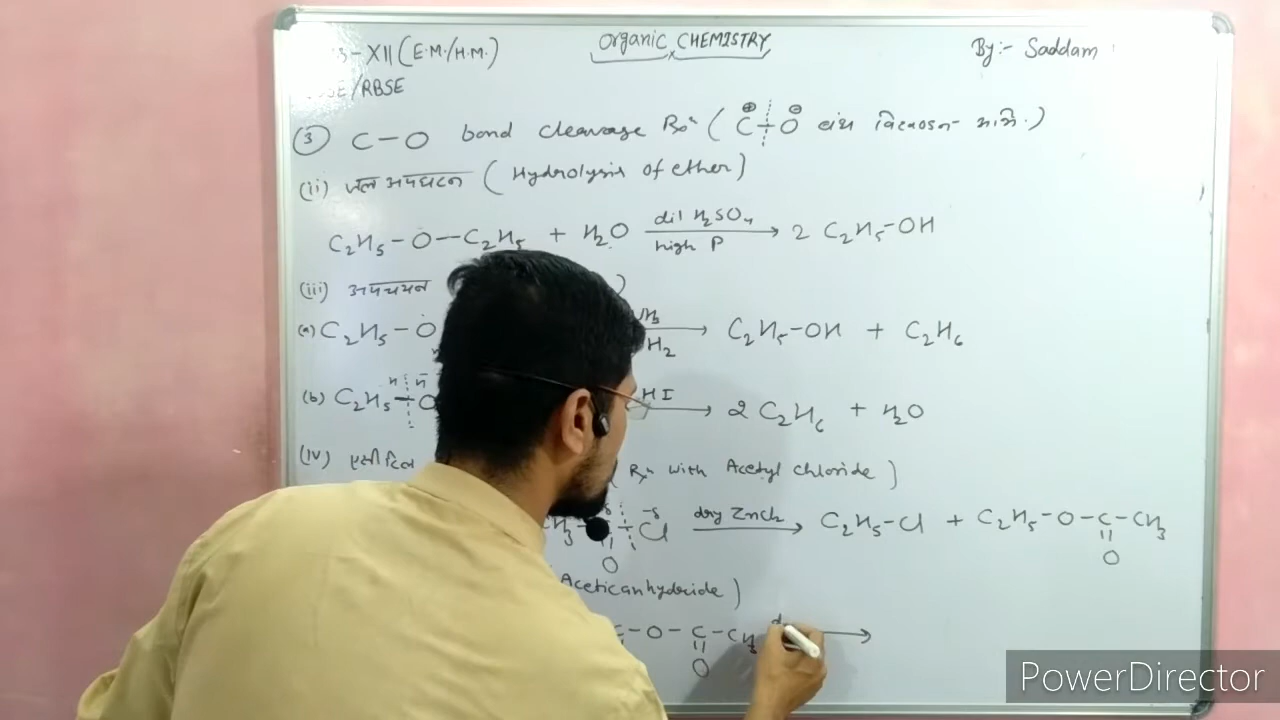 -XII (E.M./H.M.)
Organic CHEMISTRY
By:- Saddam
/RBSE
(3) C-O bond cleavage Rxⁿ ( C⊕ ┼ O⊖ बंध
(ii) जल अपघटन (Hydrolysis of ether)
C₂H₅-O-C₂H₅ + H₂O dil H₂SO₄ high P → 2 C₂H₅-OH
(iii) अपचयन )
(a) C₂H₅-O H₂ → C₂H₅-OH + C₂H₆
(b) C₂H₅-O HI → 2 C₂H₆ + H₂O
(iv) ( Rxⁿ with Acetyl chloride )
-Cl dry ZnCl₂ → C₂H₅-Cl + C₂H₅-O-C-CH₃
O
O
Aceticanhydride )
-O-C-CH₃ d →
O
PowerDirector